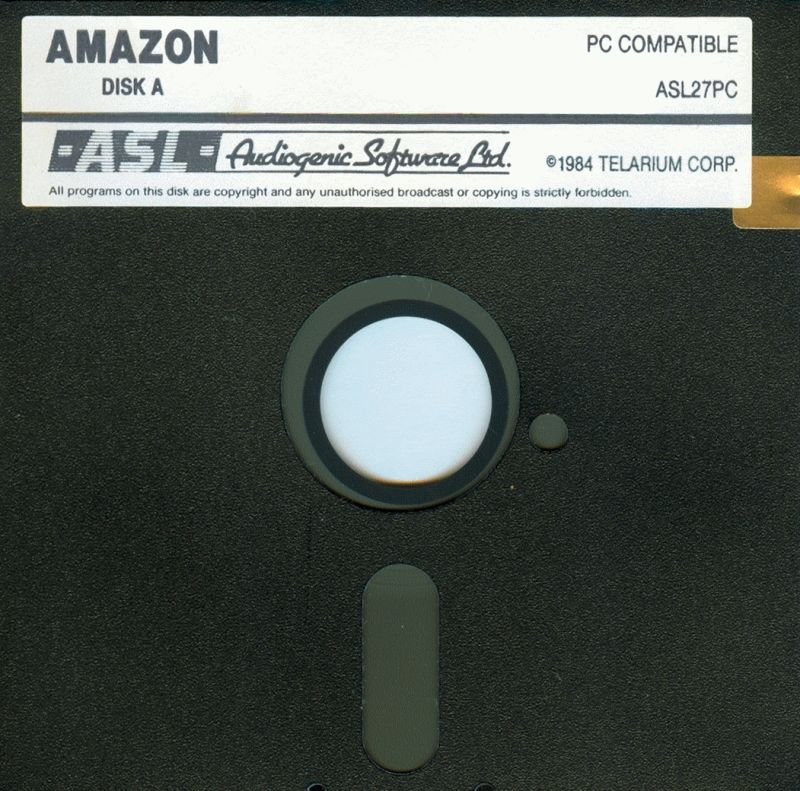 AMAZON
DISK A
PC COMPATIBLE
ASL27PC
ASL Audiogenic Software Ltd. ©1984 TELARIUM CORP.
All programs on this disk are copyright and any unauthorised broadcast or copying is strictly forbidden.